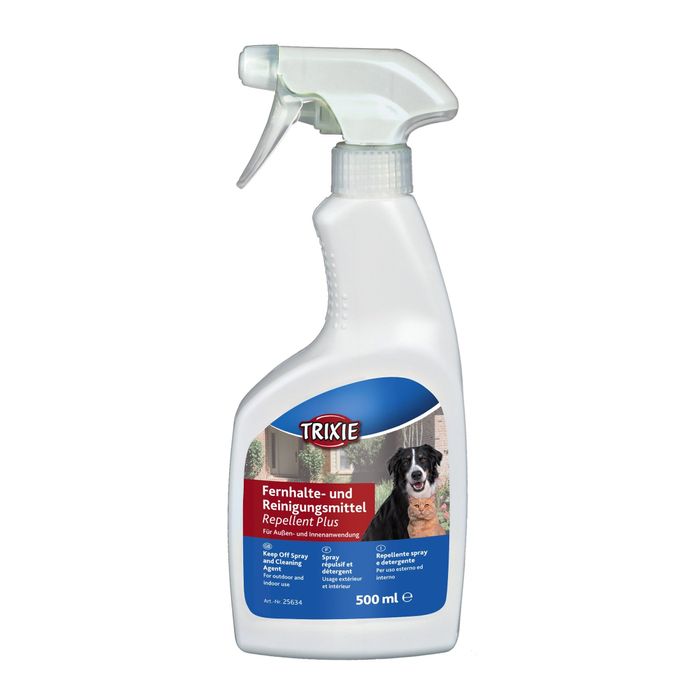 TRIXIE
Fernhalte- und
Reinigungsmittel
Repellent Plus
Für Außen- und Innenanwendung
GB
Keep Off Spray
and Cleaning
Agent
For outdoor and
indoor use
F
Spray
répulsif et
détergent
Usage extérieur
et intérieur
I
Repellente spray
e detergente
Per uso esterno ed
interno
Art.-Nr. 25634
500 ml ℮